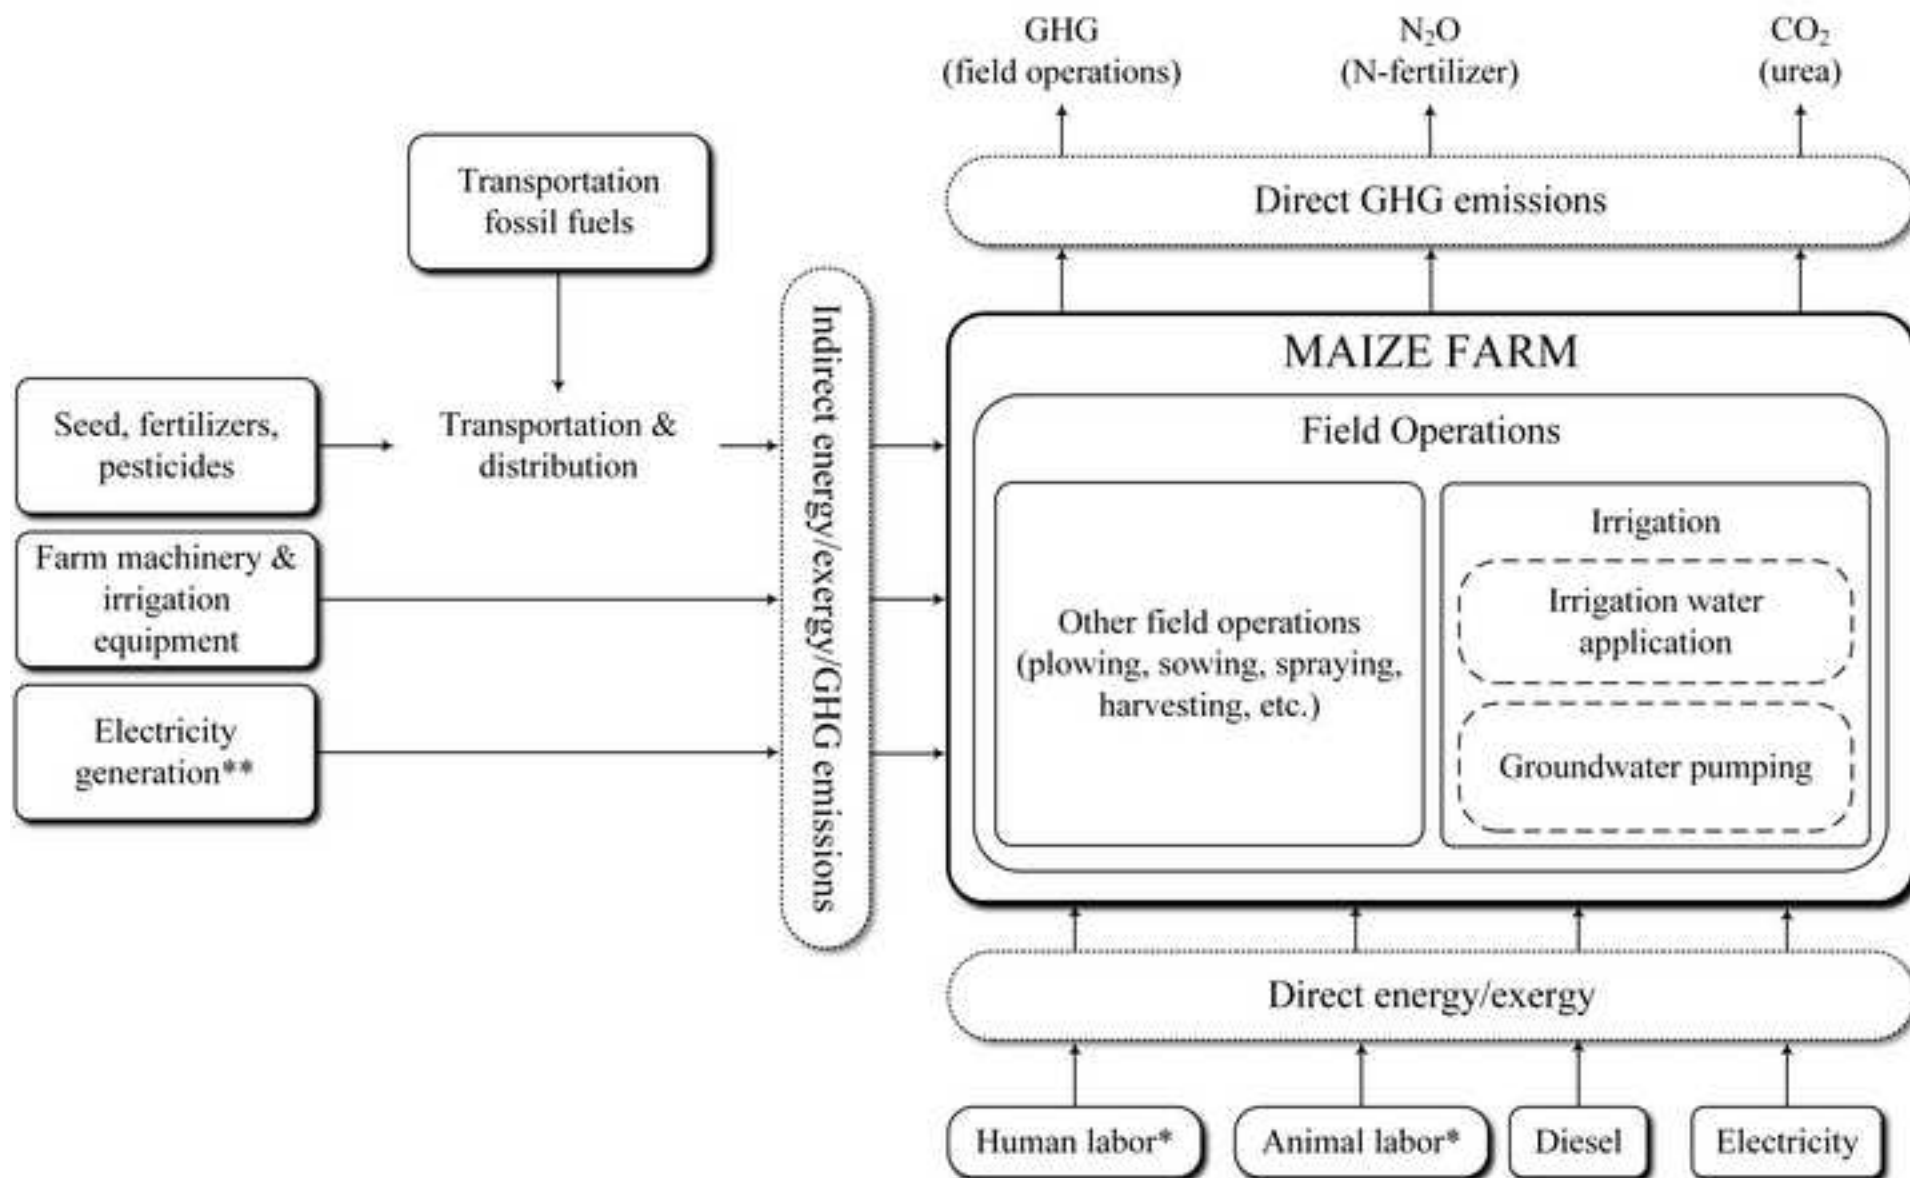 GHG
(field operations)
N₂O
(N-fertilizer)
CO₂
(urea)
Direct GHG emissions
Transportation
fossil fuels
Seed, fertilizers,
pesticides
Transportation &
distribution
Farm machinery &
irrigation
equipment
Electricity
generation**
Indirect energy/exergy/GHG emissions
MAIZE FARM
Field Operations
Other field operations
(plowing, sowing, spraying,
harvesting, etc.)
Irrigation
Irrigation water
application
Groundwater pumping
Direct energy/exergy
Human labor*
Animal labor*
Diesel
Electricity